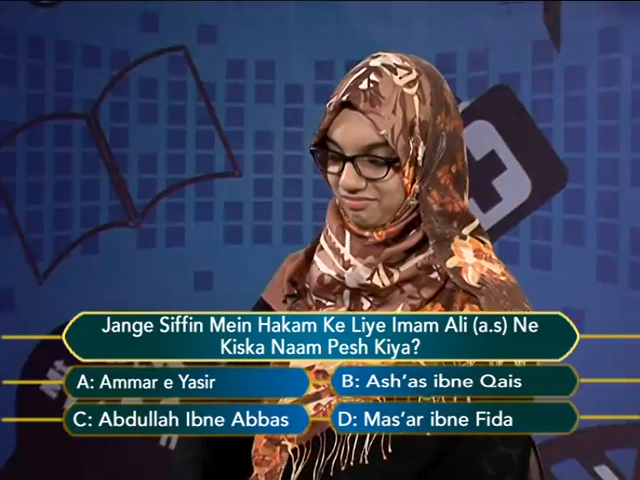 Jange Siffin Mein Hakam Ke Liye Imam Ali (a.s) Ne
Kiska Naam Pesh Kiya?
A: Ammar e Yasir
B: Ash'as ibne Qais
C: Abdullah Ibne Abbas
D: Mas'ar ibne Fida